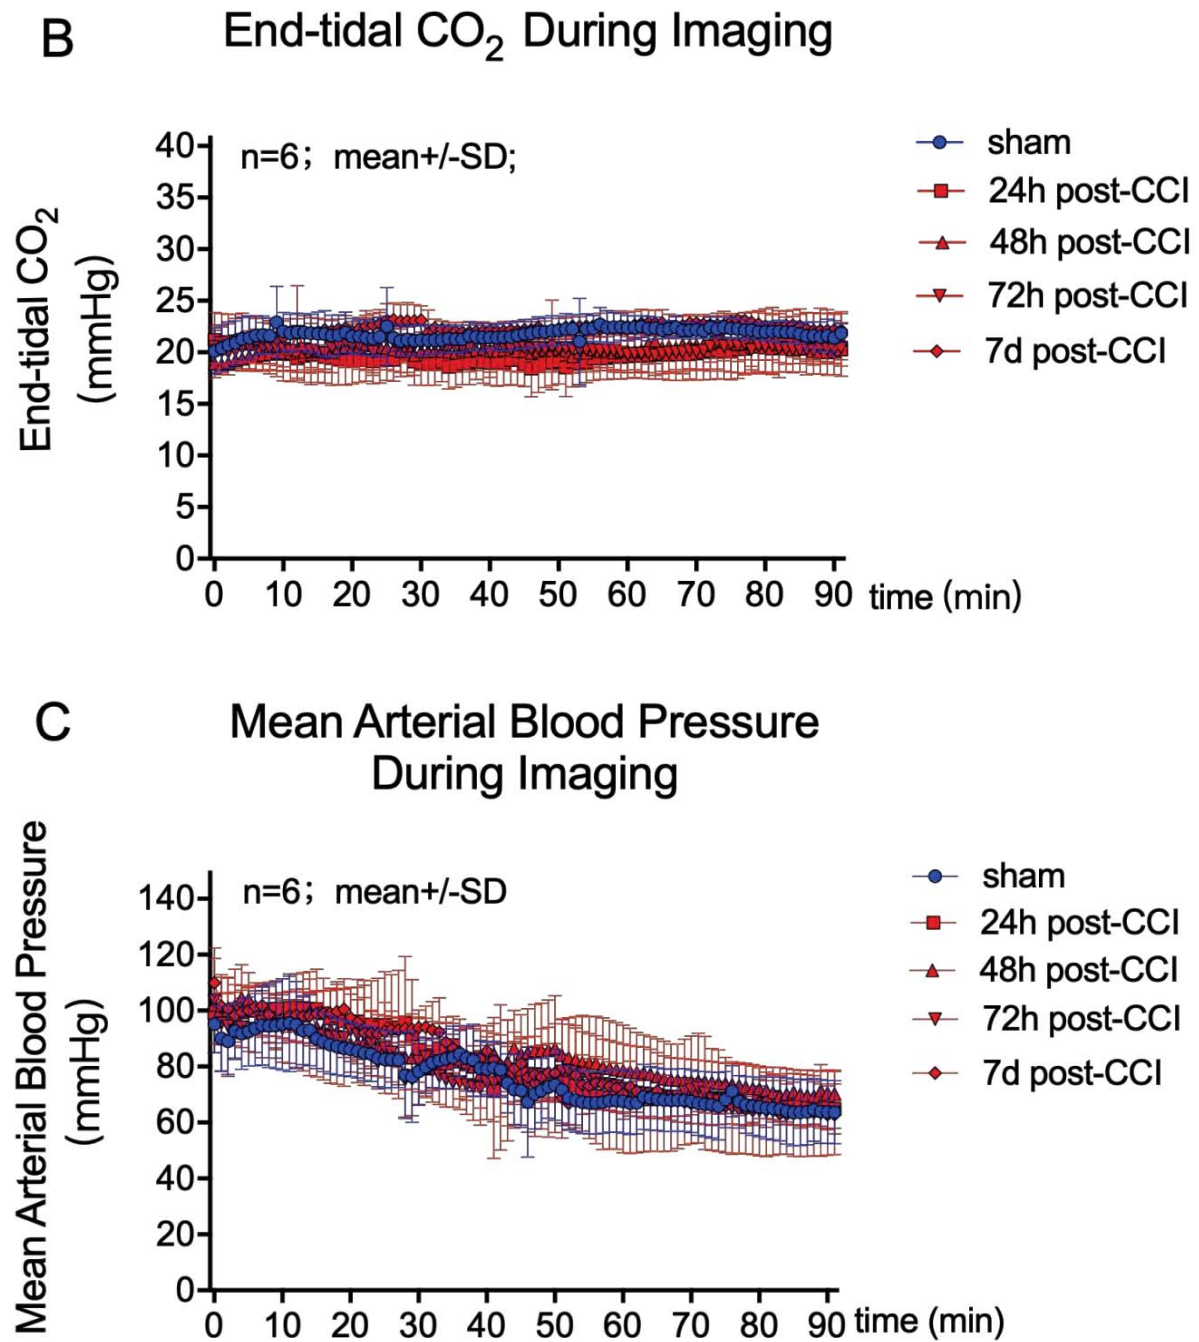 B
End-tidal CO2 During Imaging
End-tidal CO2
(mmHg)
40
35
30
25
20
15
10
5
0
n=6; mean+/-SD;
sham
24h post-CCI
48h post-CCI
72h post-CCI
7d post-CCI
0 10 20 30 40 50 60 70 80 90 time (min)
C
Mean Arterial Blood Pressure
During Imaging
Mean Arterial Blood Pressure
(mmHg)
140
120
100
80
60
40
20
0
n=6; mean+/-SD
sham
24h post-CCI
48h post-CCI
72h post-CCI
7d post-CCI
0 10 20 30 40 50 60 70 80 90 time (min)